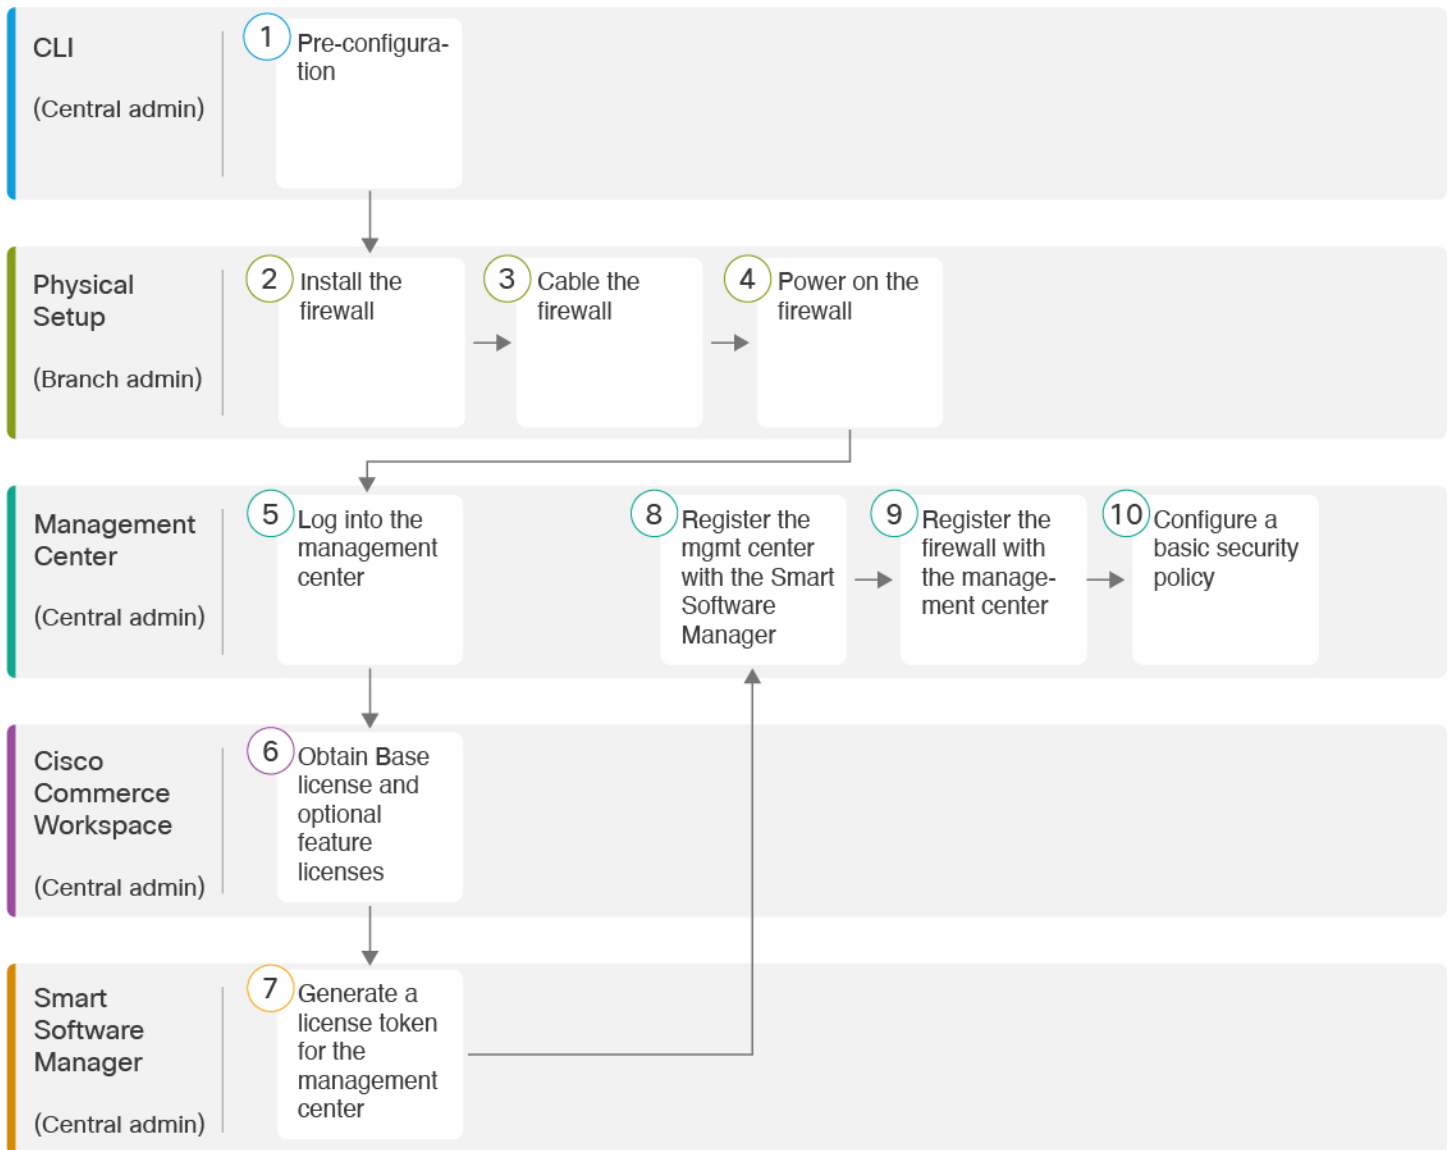 CLI
(Central admin)
1
Pre-configura-
tion
Physical
Setup
(Branch admin)
2
Install the
firewall
3
Cable the
firewall
4
Power on the
firewall
Management
Center
(Central admin)
5
Log into the
management
center
8
Register the
mgmt center
with the Smart
Software
Manager
9
Register the
firewall with
the manage-
ment center
10
Configure a
basic security
policy
Cisco
Commerce
Workspace
(Central admin)
6
Obtain Base
license and
optional
feature
licenses
Smart
Software
Manager
(Central admin)
7
Generate a
license token
for the
management
center